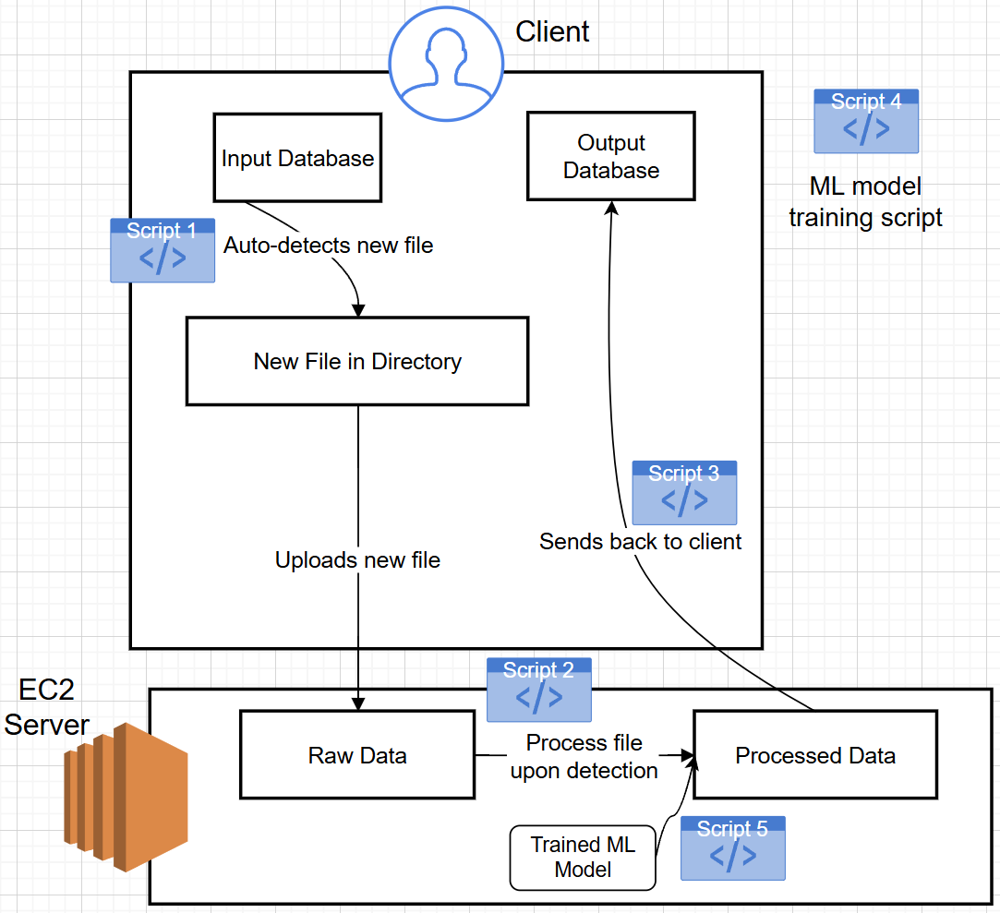 Client
Script 4
ML model
training script
Input Database
Output
Database
Script 1
Auto-detects new file
New File in Directory
Script 3
Sends back to client
Uploads new file
EC2
Server
Script 2
Raw Data
Process file
upon detection
Processed Data
Trained ML
Model
Script 5